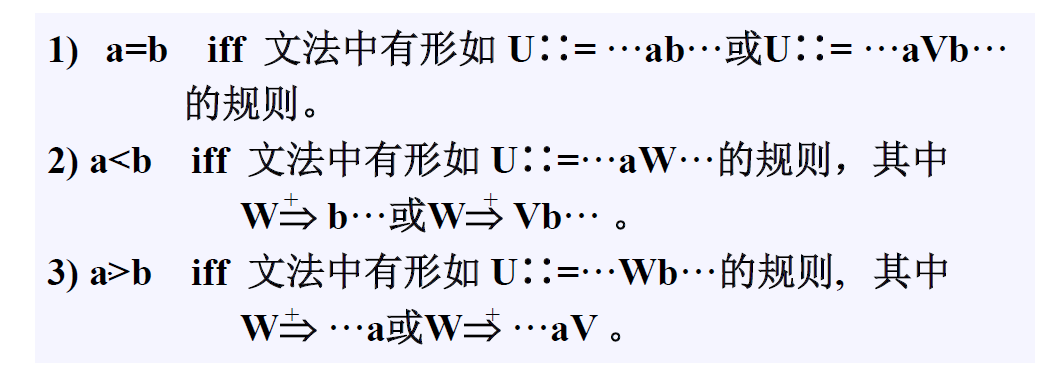 1) a=b iff 文法中有形如 U∷= ···ab···或U∷= ···aVb···
的规则。
2) a<b iff 文法中有形如 U∷=···aW···的规则，其中
W⇒+ b···或W⇒+ Vb··· 。
3) a⋗b iff 文法中有形如 U∷=···Wb···的规则, 其中
W⇒+ ···a或W⇒+ ···aV 。